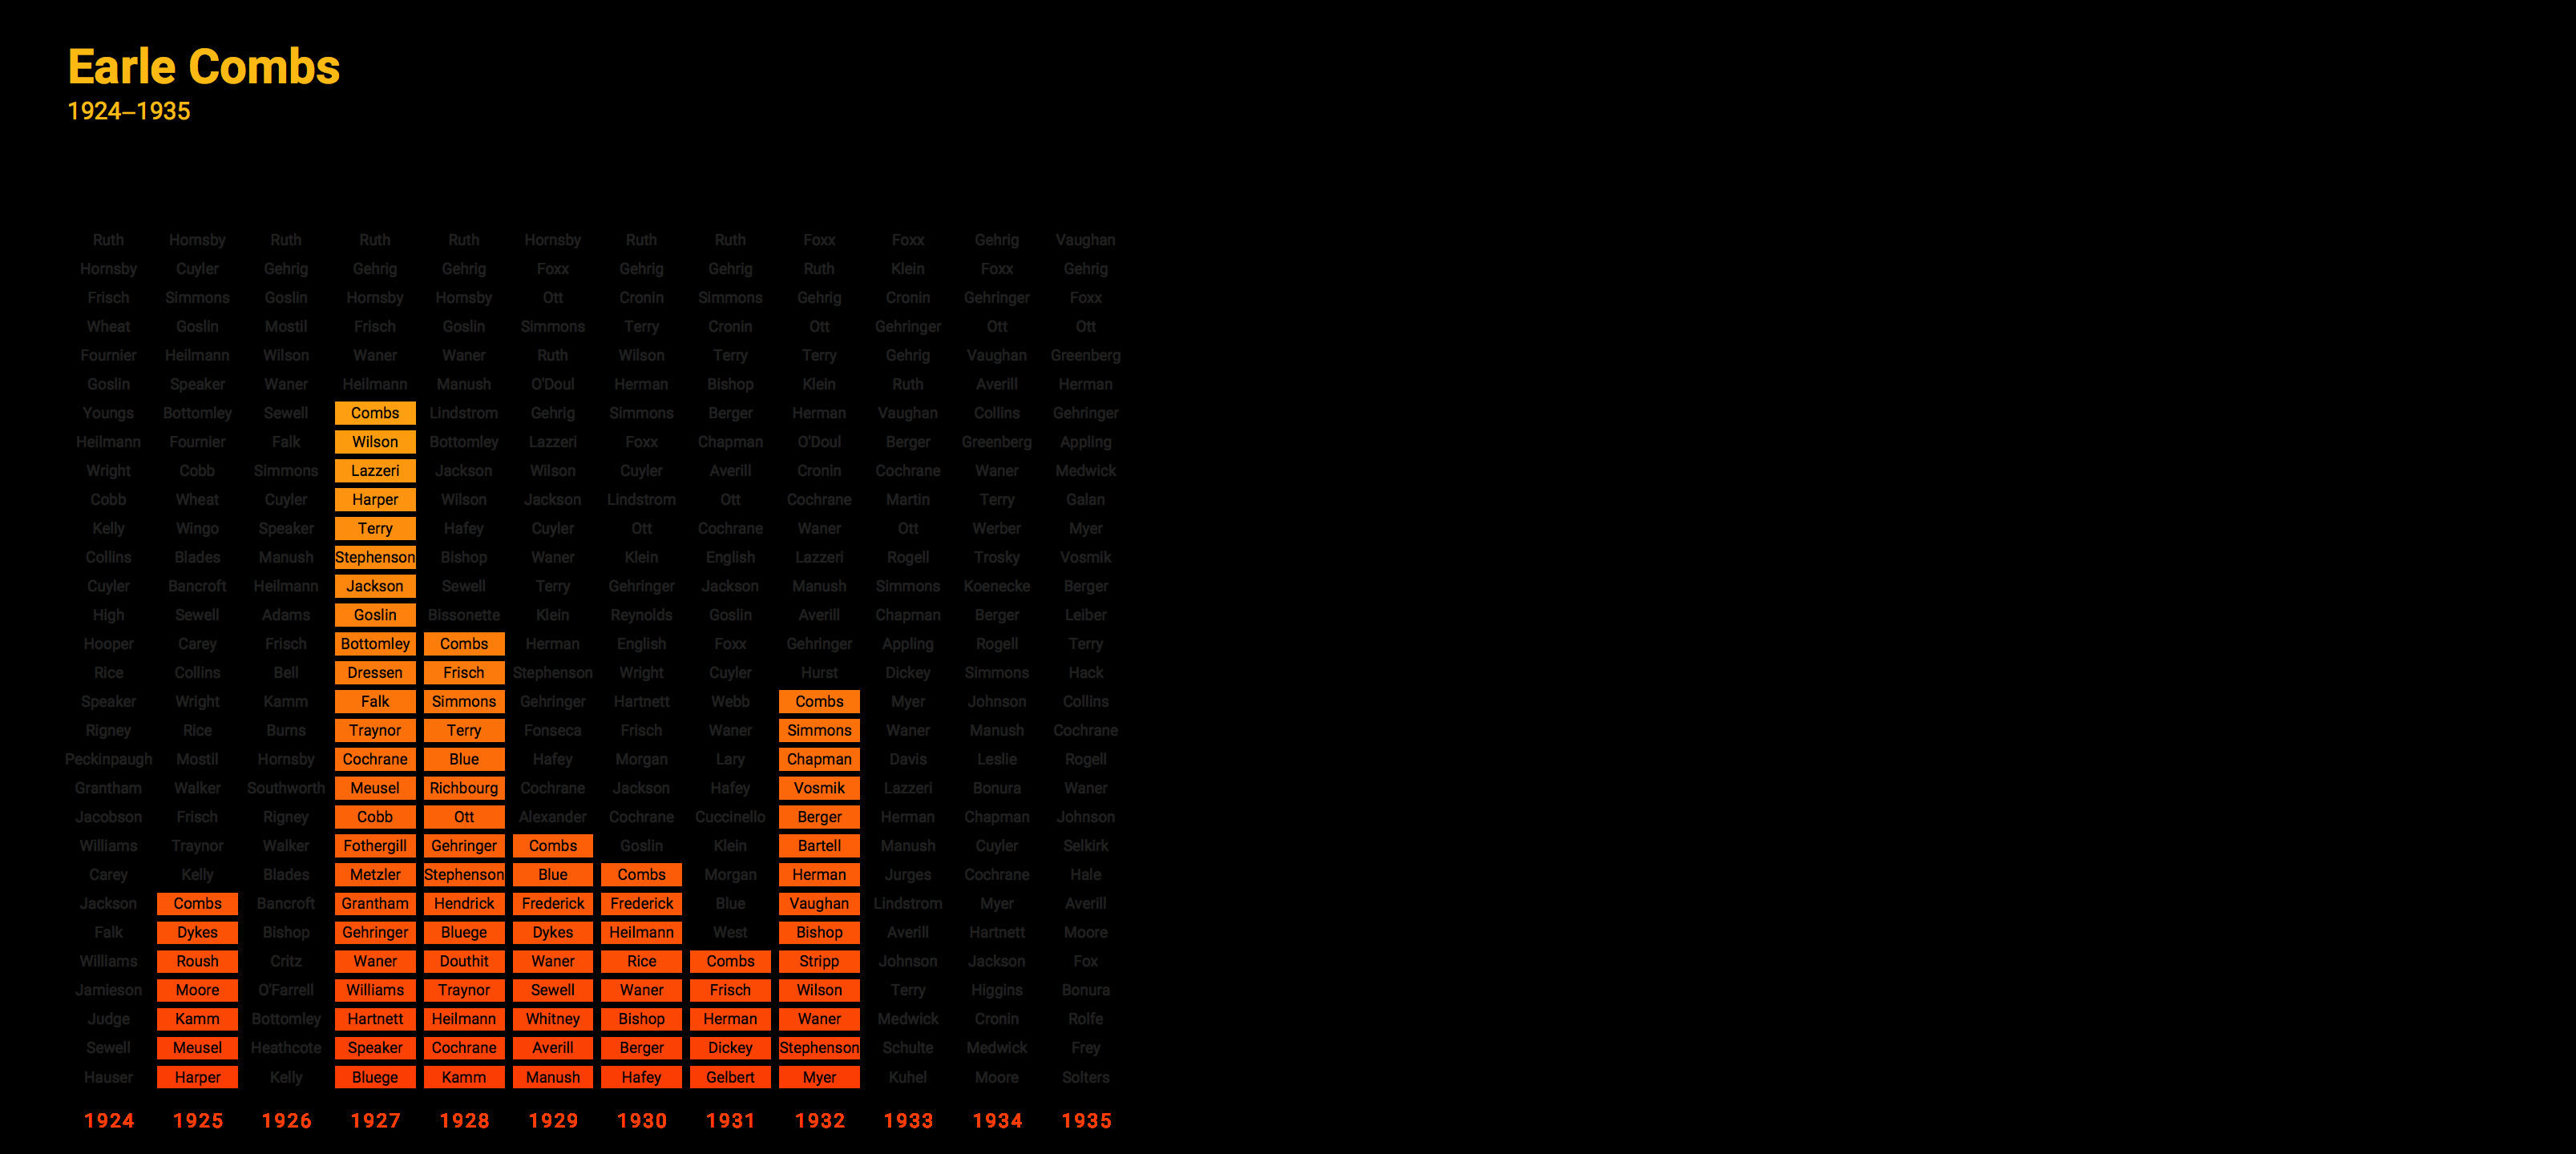 Earle Combs
1924–1935
Ruth Hornsby Ruth Ruth Ruth Hornsby Ruth Ruth Foxx Foxx Gehrig Vaughan
Hornsby Cuyler Gehrig Gehrig Gehrig Foxx Gehrig Gehrig Ruth Klein Foxx Gehrig
Frisch Simmons Goslin Hornsby Hornsby Ott Cronin Simmons Gehrig Cronin Gehringer Foxx
Wheat Goslin Mostil Frisch Goslin Simmons Terry Cronin Ott Gehringer Ott Ott
Fournier Heilmann Wilson Waner Waner Ruth Wilson Terry Terry Gehrig Vaughan Greenberg
Goslin Speaker Waner Heilmann Manush O'Doul Herman Bishop Klein Ruth Averill Herman
Youngs Bottomley Sewell Combs Lindstrom Gehrig Simmons Berger Herman Vaughan Collins Gehringer
Heilmann Fournier Falk Wilson Bottomley Lazzeri Foxx Chapman O'Doul Berger Greenberg Appling
Wright Cobb Simmons Lazzeri Jackson Wilson Cuyler Averill Cronin Cochrane Waner Medwick
Cobb Wheat Cuyler Harper Wilson Jackson Lindstrom Ott Cochrane Martin Terry Galan
Kelly Wingo Speaker Terry Hafey Cuyler Ott Cochrane Waner Ott Werber Myer
Collins Blades Manush Stephenson Bishop Waner Klein English Lazzeri Rogell Trosky Vosmik
Cuyler Bancroft Heilmann Jackson Sewell Terry Gehringer Jackson Manush Simmons Koenecke Berger
High Sewell Adams Goslin Bissonette Klein Reynolds Goslin Averill Chapman Berger Leiber
Hooper Carey Frisch Bottomley Combs Herman English Foxx Gehringer Appling Rogell Terry
Rice Collins Bell Dressen Frisch Stephenson Wright Cuyler Hurst Dickey Simmons Hack
Speaker Wright Kamm Falk Simmons Gehringer Hartnett Webb Combs Myer Johnson Collins
Rigney Rice Burns Traynor Terry Fonseca Frisch Waner Simmons Waner Manush Cochrane
Peckinpaugh Mostil Hornsby Cochrane Blue Hafey Morgan Lary Chapman Davis Leslie Rogell
Grantham Walker Southworth Meusel Richbourg Cochrane Jackson Hafey Vosmik Lazzeri Bonura Waner
Jacobson Frisch Rigney Cobb Ott Alexander Cochrane Cuccinello Berger Herman Chapman Johnson
Williams Traynor Walker Fothergill Gehringer Combs Goslin Klein Bartell Manush Cuyler Selkirk
Carey Kelly Blades Metzler Stephenson Blue Combs Morgan Herman Jurges Cochrane Hale
Jackson Combs Bancroft Grantham Hendrick Frederick Frederick Blue Vaughan Lindstrom Myer Averill
Falk Dykes Bishop Gehringer Bluege Dykes Heilmann West Bishop Averill Hartnett Moore
Williams Roush Critz Waner Douthit Waner Rice Combs Stripp Johnson Jackson Fox
Jamieson Moore O'Farrell Williams Traynor Sewell Waner Frisch Wilson Terry Higgins Bonura
Judge Kamm Bottomley Hartnett Heilmann Whitney Bishop Herman Waner Medwick Cronin Rolfe
Sewell Meusel Heathcote Speaker Cochrane Averill Berger Dickey Stephenson Schulte Medwick Frey
Hauser Harper Kelly Bluege Kamm Manush Hafey Gelbert Myer Kuhel Moore Solters
1924 1925 1926 1927 1928 1929 1930 1931 1932 1933 1934 1935